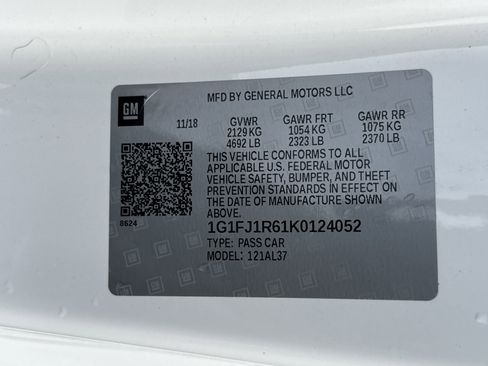 GM
MFD BY GENERAL MOTORS LLC
11/18 GVWR GAWR FRT GAWR RR
2129 KG 1054 KG 1075 KG
4692 LB 2323 LB 2370 LB
THIS VEHICLE CONFORMS TO ALL
APPLICABLE U.S. FEDERAL MOTOR
VEHICLE SAFETY, BUMPER, AND THEFT
PREVENTION STANDARDS IN EFFECT ON
THE DATE OF MANUFACTURE SHOWN
ABOVE.
8624
1G1FJ1R61K0124052
TYPE: PASS CAR
MODEL: 121AL37